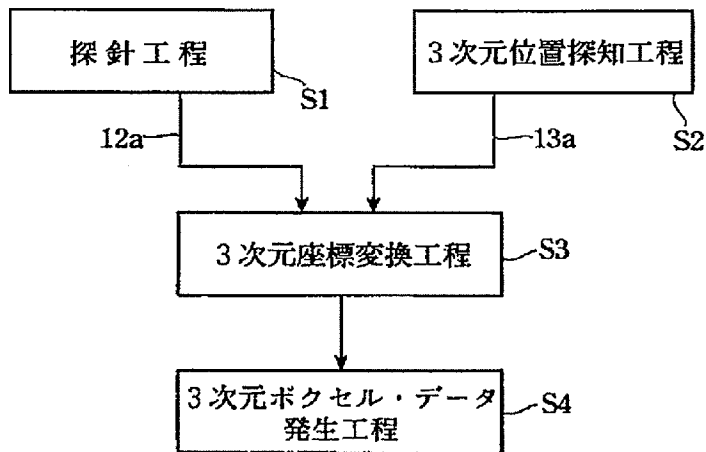 探針工程
S1
3次元位置探知工程
S2
12a
13a
3次元座標変換工程
S3
3次元ボクセル・データ
発生工程
S4